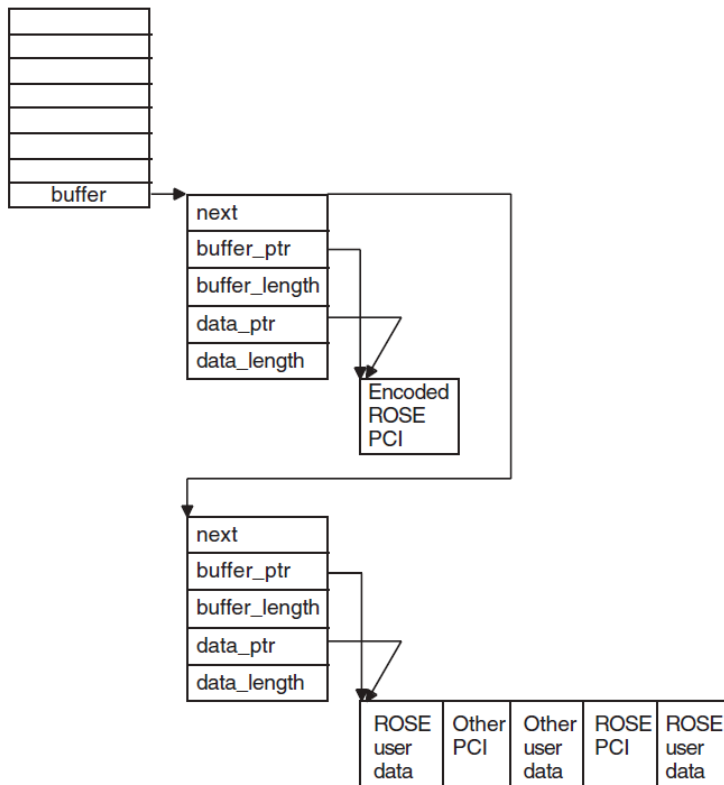 buffer
next
buffer_ptr
buffer_length
data_ptr
data_length
Encoded
ROSE
PCI
next
buffer_ptr
buffer_length
data_ptr
data_length
ROSE
user
data
Other
PCI
Other
user
data
ROSE
PCI
ROSE
user
data